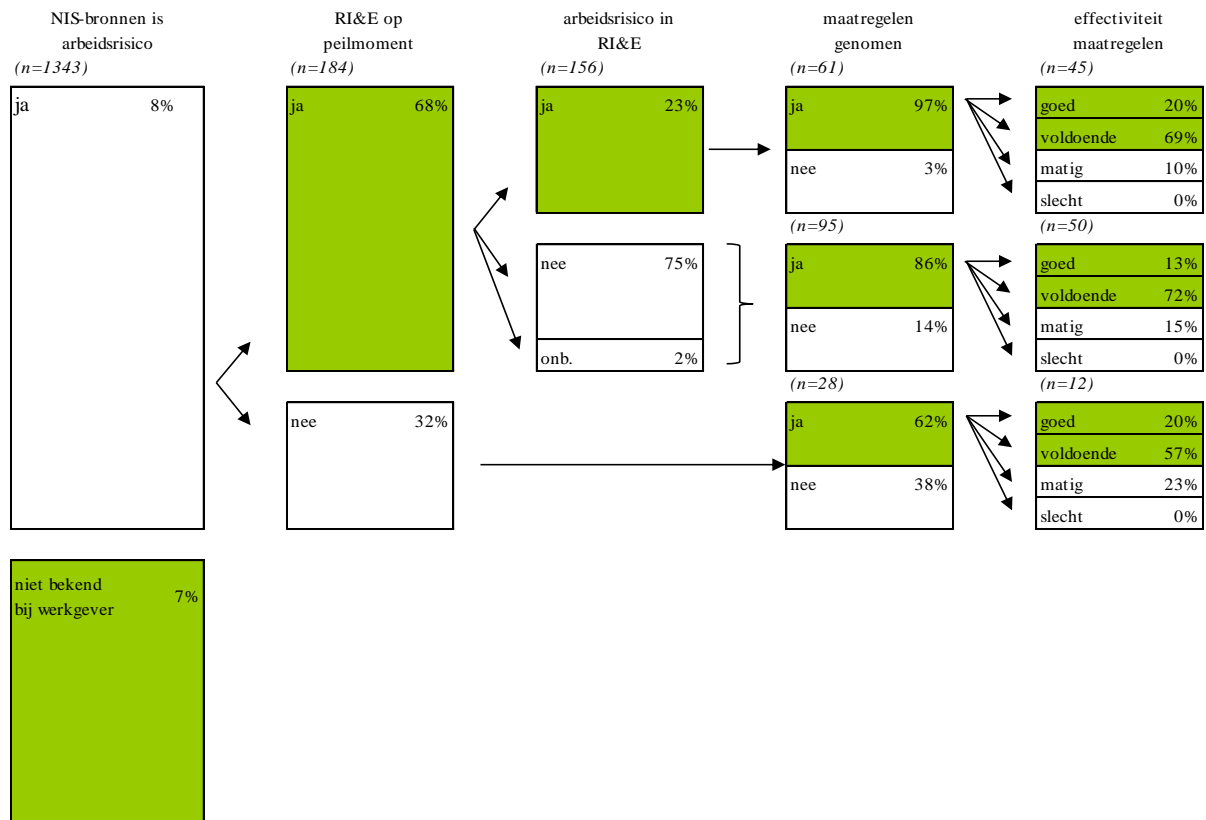 NIS-bronnen is
arbeidsrisico
(n=1343)
ja 8%
niet bekend
bij werkgever 7%
RI&E op
peilmoment
(n=184)
ja 68%
nee 32%
arbeidsrisico in
RI&E
(n=156)
ja 23%
nee 75%
onb. 2%
maatregelen
genomen
(n=61)
ja 97%
nee 3%
(n=95)
ja 86%
nee 14%
(n=28)
ja 62%
nee 38%
effectiviteit
maatregelen
(n=45)
goed 20%
voldoende 69%
matig 10%
slecht 0%
(n=50)
goed 13%
voldoende 72%
matig 15%
slecht 0%
(n=12)
goed 20%
voldoende 57%
matig 23%
slecht 0%